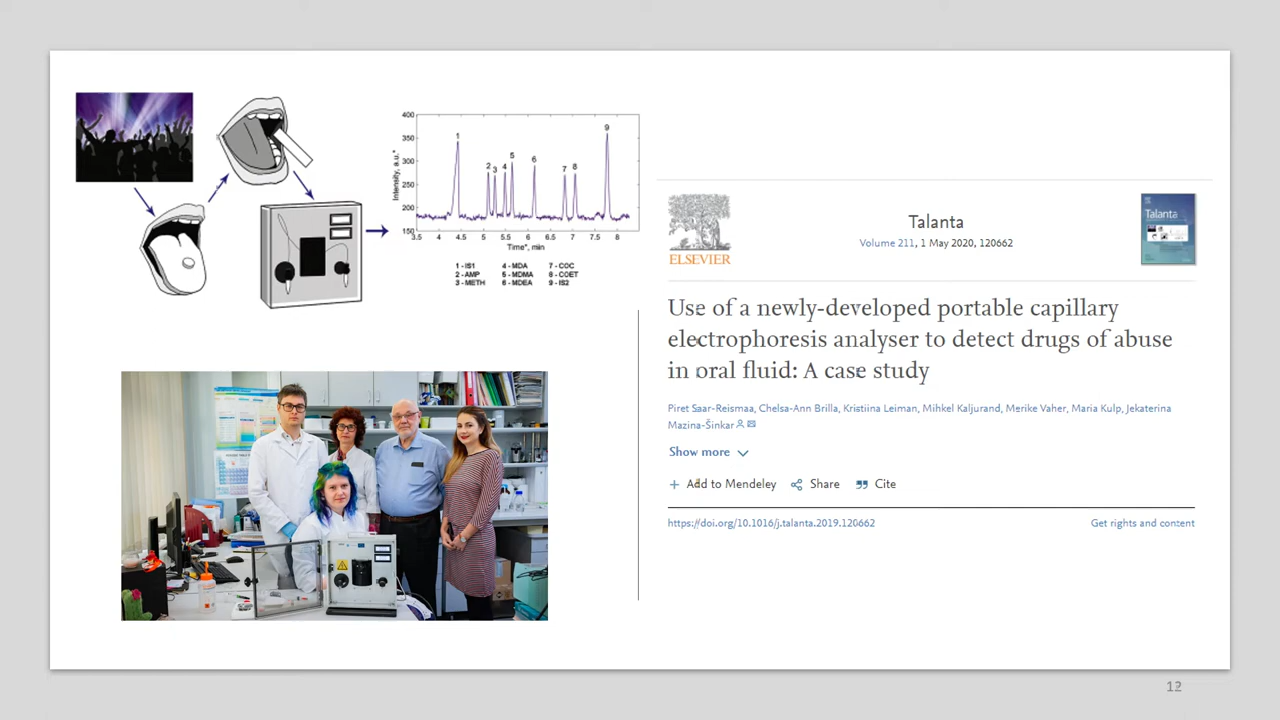 400
350
300
250
200
150
Intensity, a.u.*
1
2
3
4
5
6
7
8
9
3.5 4 4.5 5 5.5 6 6.5 7 7.5 8
Time*, min
1 - IS1 4 - MDA 7 - COC
2 - AMP 5 - MDMA 8 - COET
3 - METH 6 - MDEA 9 - IS2
ELSEVIER
Talanta
Volume 211, 1 May 2020, 120662
Talanta
Use of a newly-developed portable capillary
electrophoresis analyser to detect drugs of abuse
in oral fluid: A case study
Piret Saar-Reismaa, Chelsa-Ann Brilla, Kristiina Leiman, Mihkel Kaljurand, Merike Vaher, Maria Kulp, Jekaterina
Mazina-Šinkar
Show more
+ Add to Mendeley Share Cite
https://doi.org/10.1016/j.talanta.2019.120662 Get rights and content
12